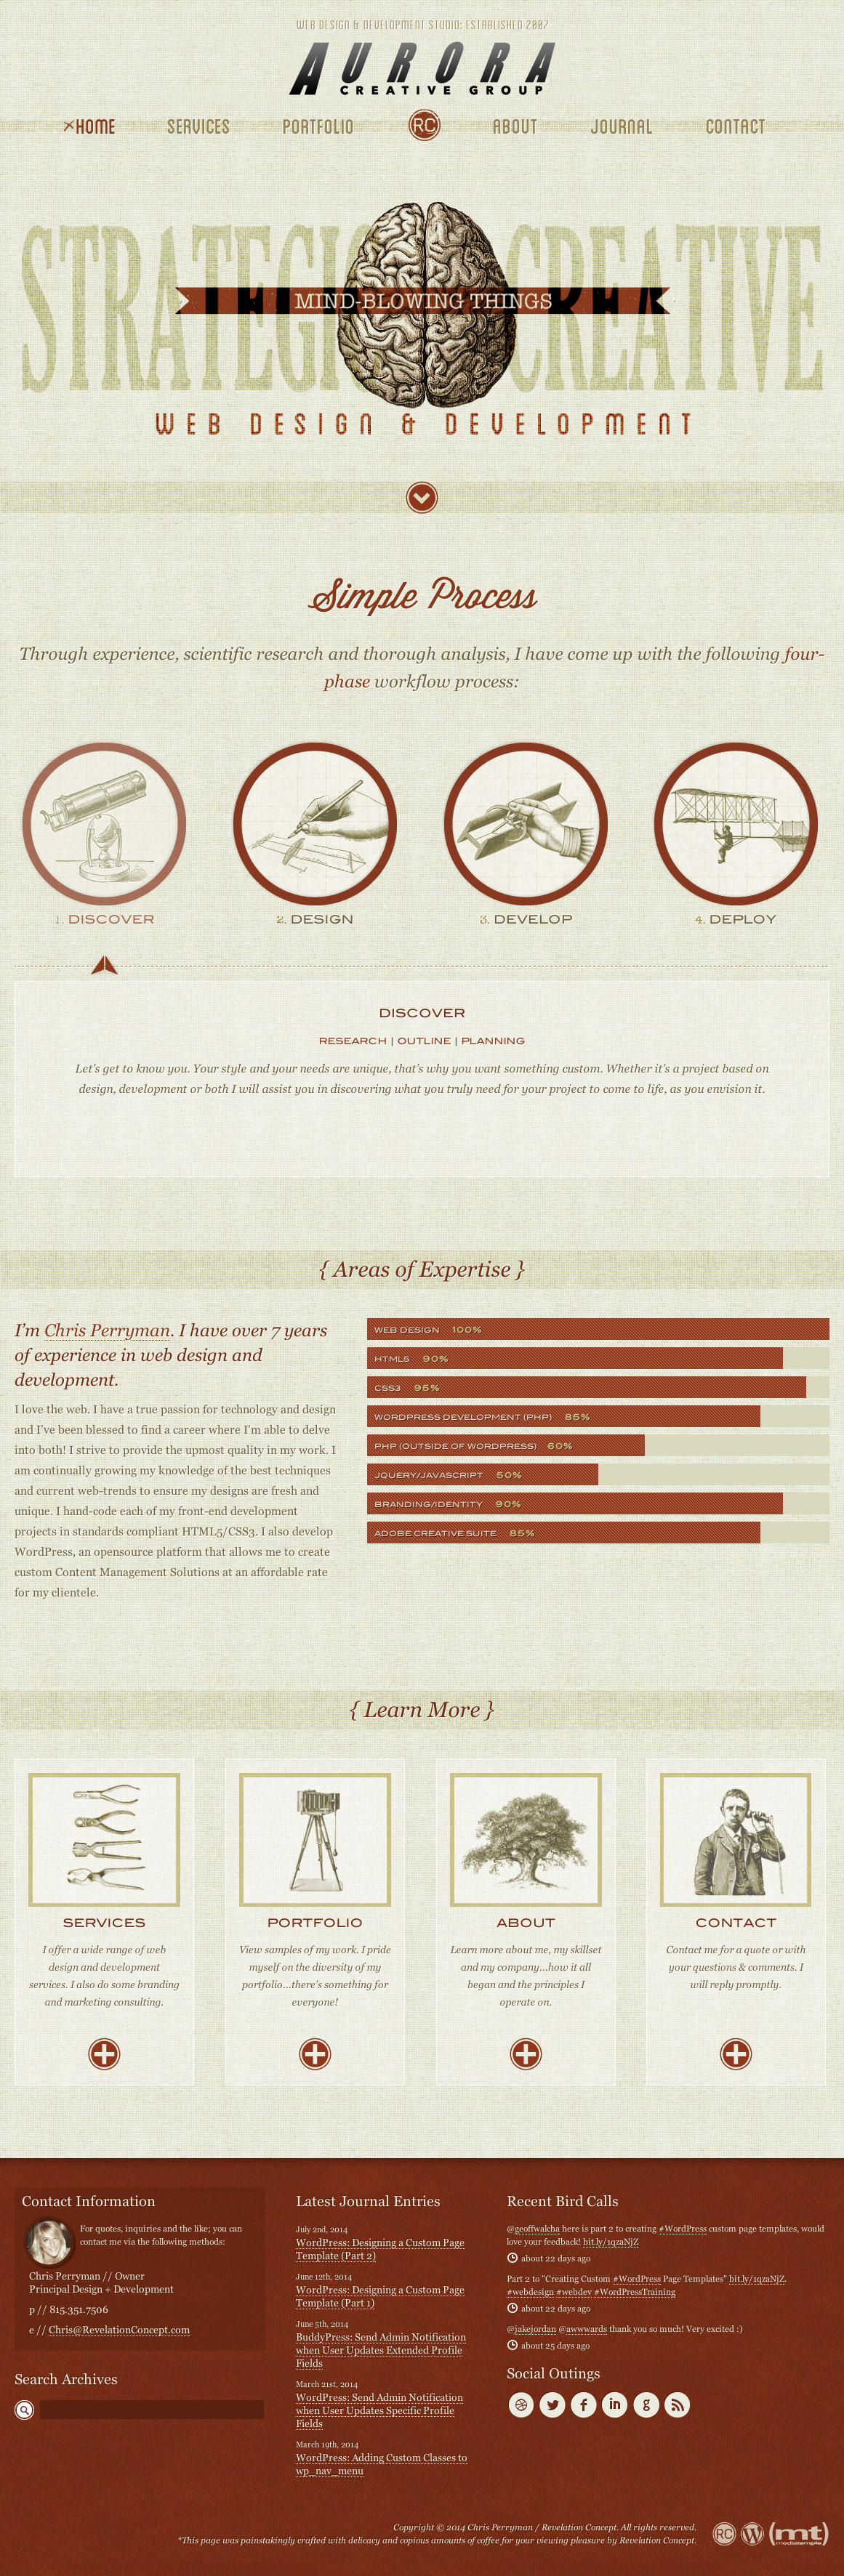 WEB DESIGN & DEVELOPMENT STUDIO: ESTABLISHED 2007
AURORA
CREATIVE GROUP
HOME SERVICES PORTFOLIO RC ABOUT JOURNAL CONTACT
STRATEGIC CREATIVE
MIND-BLOWING THINGS
WEB DESIGN & DEVELOPMENT
Simple Process
Through experience, scientific research and thorough analysis, I have come up with the following four-
phase workflow process:
1. DISCOVER
2. DESIGN
3. DEVELOP
4. DEPLOY
DISCOVER
RESEARCH | OUTLINE | PLANNING
Let's get to know you. Your style and your needs are unique, that's why you want something custom. Whether it's a project based on
design, development or both I will assist you in discovering what you truly need for your project to come to life, as you envision it.
{ Areas of Expertise }
I'm Chris Perryman. I have over 7 years
of experience in web design and
development.
I love the web. I have a true passion for technology and design
and I've been blessed to find a career where I'm able to delve
into both! I strive to provide the upmost quality in my work. I
am continually growing my knowledge of the best techniques
and current web-trends to ensure my designs are fresh and
unique. I hand-code each of my front-end development
projects in standards compliant HTML5/CSS3. I also develop
WordPress, an opensource platform that allows me to create
custom Content Management Solutions at an affordable rate
for my clientele.
WEB DESIGN 100%
HTML5 90%
CSS3 95%
WORDPRESS DEVELOPMENT (PHP) 85%
PHP (OUTSIDE OF WORDPRESS) 60%
JQUERY/JAVASCRIPT 50%
BRANDING/IDENTITY 90%
ADOBE CREATIVE SUITE 85%
{ Learn More }
SERVICES
I offer a wide range of web
design and development
services. I also do some branding
and marketing consulting.
PORTFOLIO
View samples of my work. I pride
myself on the diversity of my
portfolio...there's something for
everyone!
ABOUT
Learn more about me, my skillset
and my company...how it all
began and the principles I
operate on.
CONTACT
Contact me for a quote or with
your questions & comments. I
will reply promptly.
Contact Information
For quotes, inquiries and the like; you can
contact me via the following methods:
Chris Perryman // Owner
Principal Design + Development
p // 815.351.7506
e // Chris@RevelationConcept.com
Search Archives
Latest Journal Entries
July 2nd, 2014
WordPress: Designing a Custom Page
Template (Part 2)
June 12th, 2014
WordPress: Designing a Custom Page
Template (Part 1)
June 5th, 2014
BuddyPress: Send Admin Notification
when User Updates Extended Profile
Fields
March 21st, 2014
WordPress: Send Admin Notification
when User Updates Specific Profile
Fields
March 19th, 2014
WordPress: Adding Custom Classes to
wp_nav_menu
Recent Bird Calls
@geoffwalcha here is part 2 to creating #WordPress custom page templates, would
love your feedback! bit.ly/1qzaNjZ
about 22 days ago
Part 2 to "Creating Custom #WordPress Page Templates" bit.ly/1qzaNjZ.
#webdesign #webdev #WordPressTraining
about 22 days ago
@jakejordan @awwwards thank you so much! Very excited :)
about 25 days ago
Social Outings
in g
Copyright © 2014 Chris Perryman / Revelation Concept. All rights reserved.
*This page was painstakingly crafted with delicacy and copious amounts of coffee for your viewing pleasure by Revelation Concept.
RC W (mt)
mediatemple